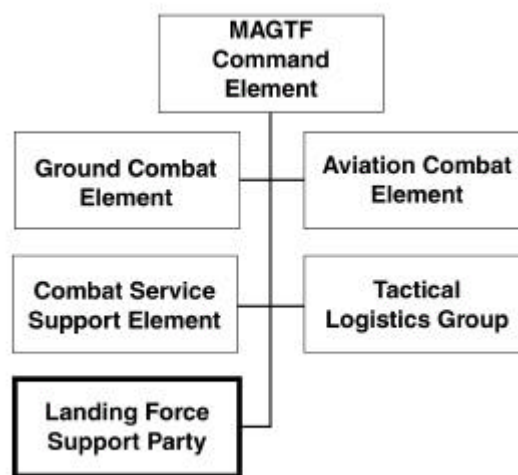 MAGTF
Command
Element
Ground Combat
Element
Aviation Combat
Element
Combat Service
Support Element
Tactical
Logistics Group
Landing Force
Support Party